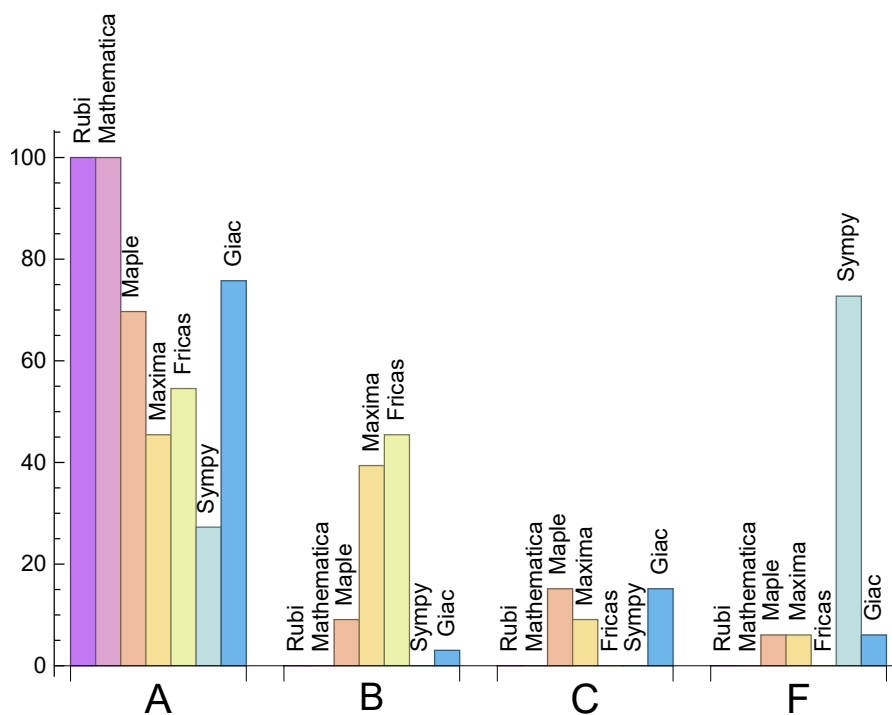 100
80
60
40
20
0
Rubi
Mathematica
Maple
Maxima
Fricas
Sympy
Giac
A
Rubi
Mathematica
Maple
Maxima
Fricas
Sympy
Giac
B
Rubi
Mathematica
Maple
Maxima
Fricas
Sympy
Giac
C
Rubi
Mathematica
Maple
Maxima
Fricas
Sympy
Giac
F